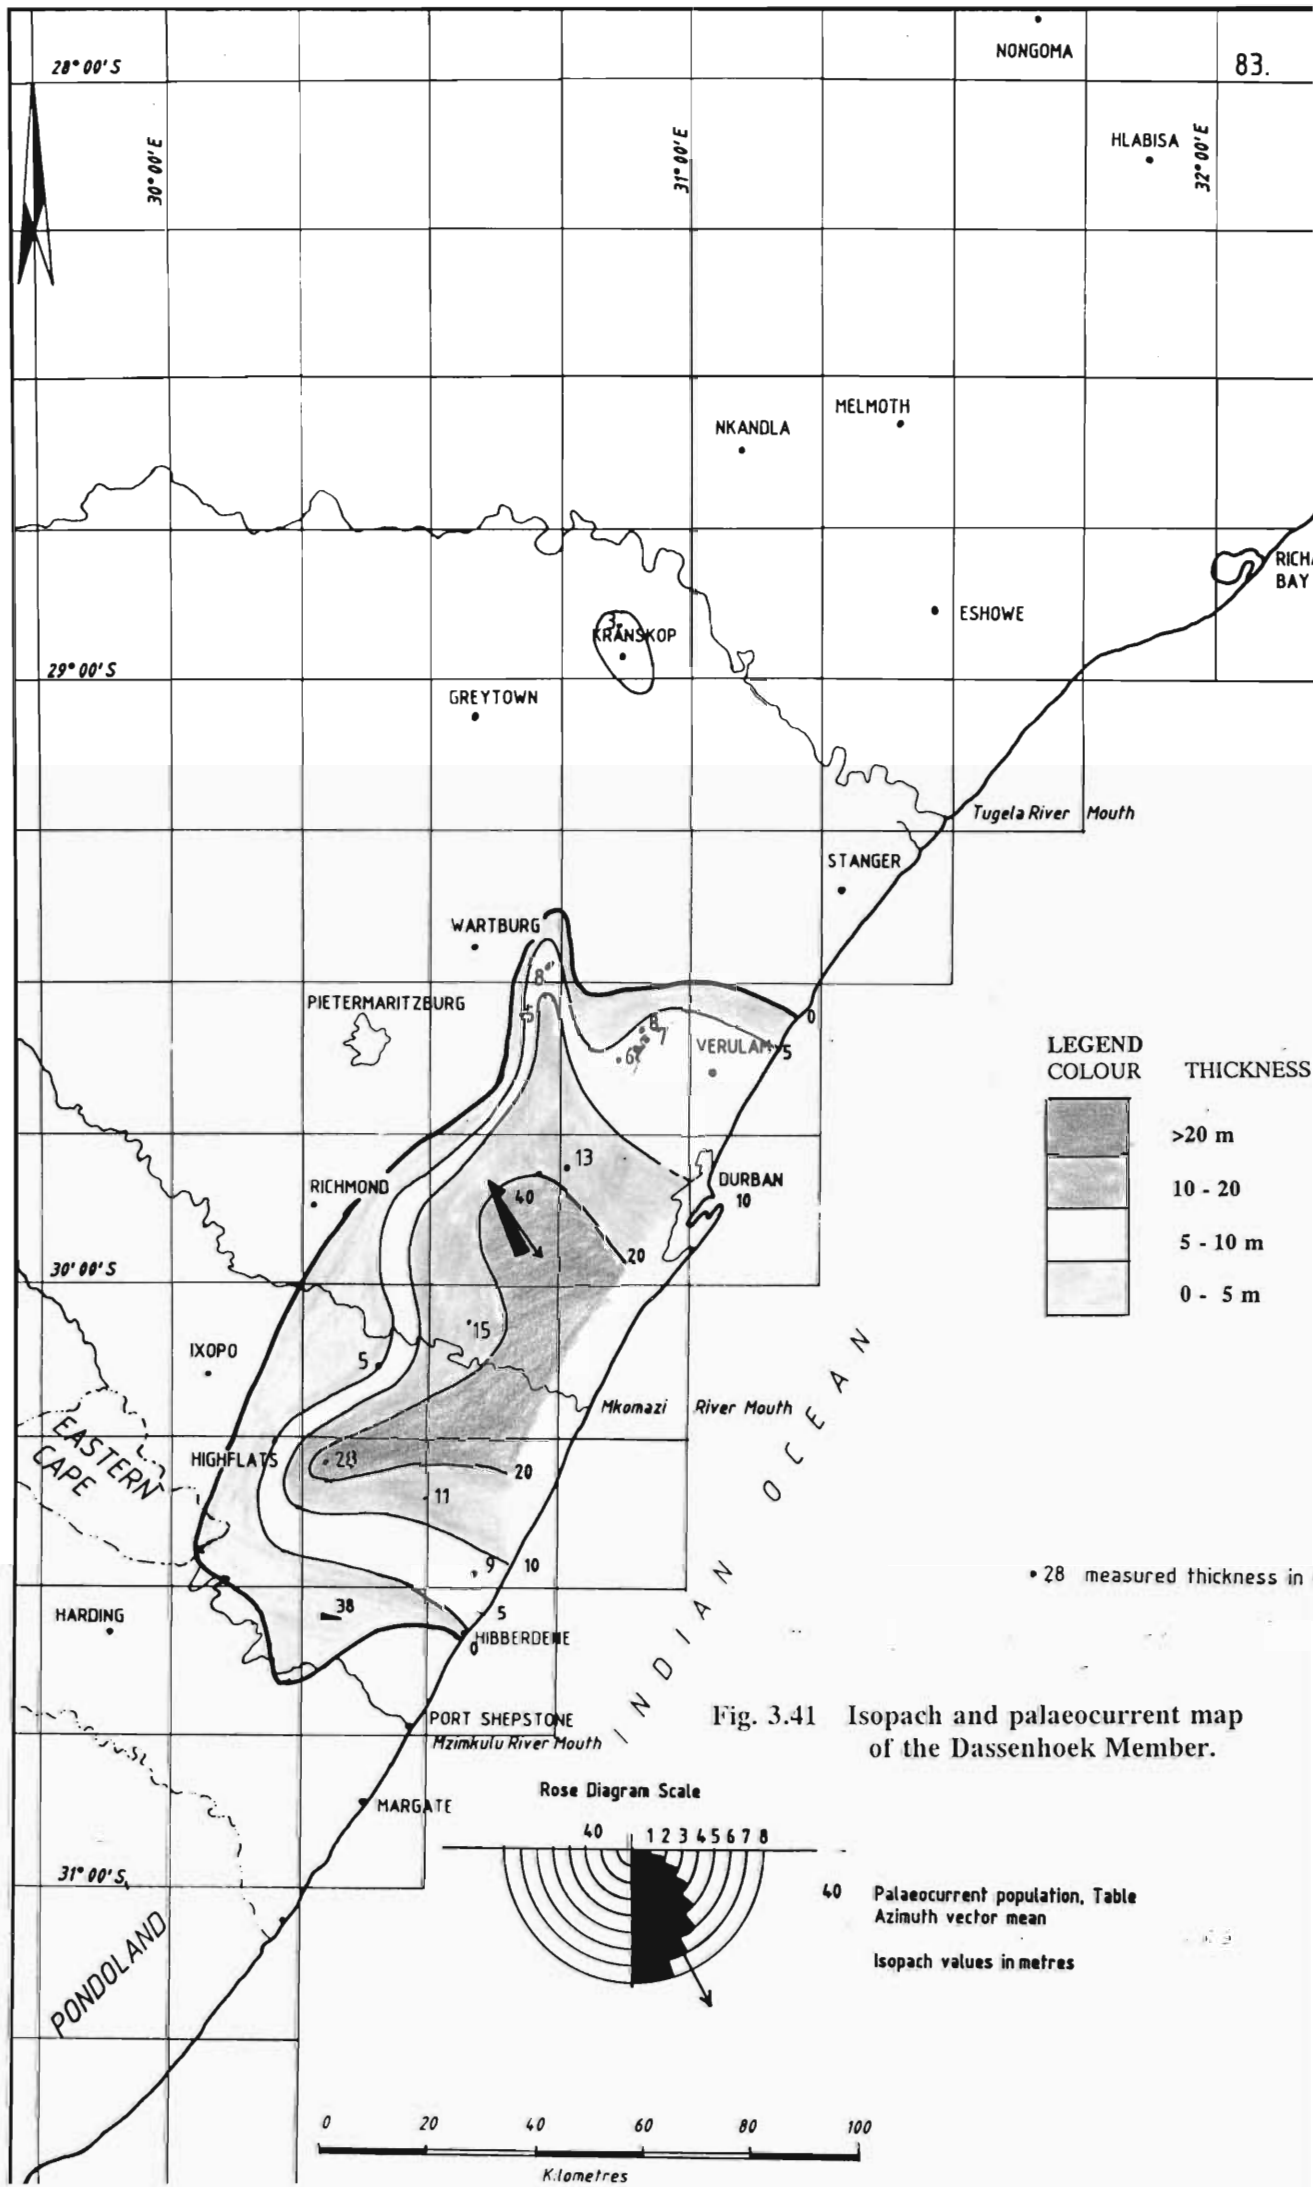 NONGOMA
83.
28°00'S
HLABISA
30°00'E
31°00'E
32°00'E
MELMOTH
NKANDLA
BAY
ESHOWE
3
KRANSKOP
29°00'S
GREYTOWN
Tugela River Mouth
STANGER
WARTBURG
8
PIETERMARITZBURG
0
5
8
7
6
VERULAM
5
LEGEND
COLOUR THICKNESS
>20 m
10 - 20
5 - 10 m
0 - 5 m
13
DURBAN
10
RICHMOND
40
20
30°00'S
15
IXOPO
5
Mkomazi River Mouth
EASTERN
CAPE
HIGHFLATS
28
20
11
9
10
• 28 measured thickness in
HARDING
38
5
HIBBERDENE
0
INDIAN OCEAN
PORT SHEPSTONE
Mzimkulu River Mouth
Fig. 3.41 Isopach and palaeocurrent map
of the Dassenhoek Member.
Rose Diagram Scale
MARGATE
40 1 2 3 4 5 6 7 8
31°00'S
40 Palaeocurrent population, Table
Azimuth vector mean
Isopach values in metres
PONDOLAND
0 20 40 60 80 100
Kilometres